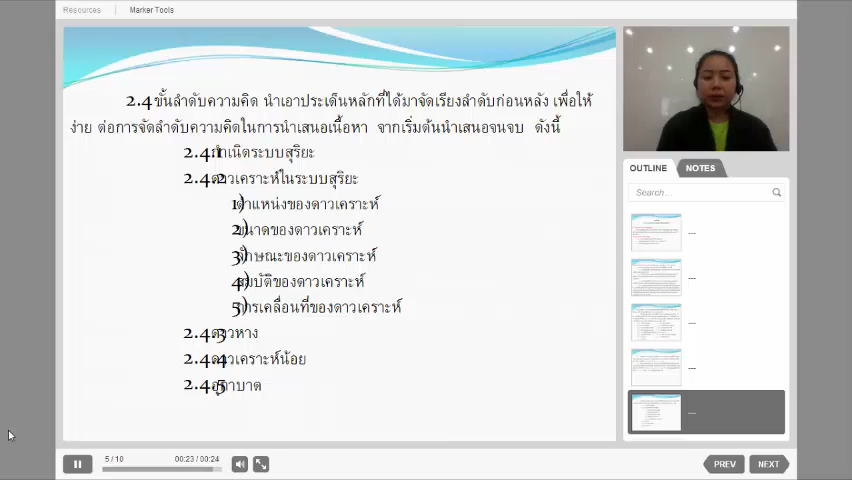 Resources Marker Tools
2.4 ขั้นลำดับความคิด นำเอาประเด็นหลักที่ได้มาจัดเรียงลำดับก่อนหลัง เพื่อให้
ง่าย ต่อการจัดลำดับความคิดในการนำเสนอเนื้อหา จากเริ่มต้นนำเสนอจนจบ ดังนี้
2.4.1 กำเนิดระบบสุริยะ
2.4.2 ดาวเคราะห์ในระบบสุริยะ
1) ตำแหน่งของดาวเคราะห์
2) ขนาดของดาวเคราะห์
3) ลักษณะของดาวเคราะห์
4) สมบัติของดาวเคราะห์
5) การเคลื่อนที่ของดาวเคราะห์
2.4.3 ดาวหาง
2.4.4 ดาวเคราะห์น้อย
2.4.5 อุกาบาด
OUTLINE NOTES
Search...
...
...
...
...
...
5 / 10 00:23 / 00:24
PREV NEXT